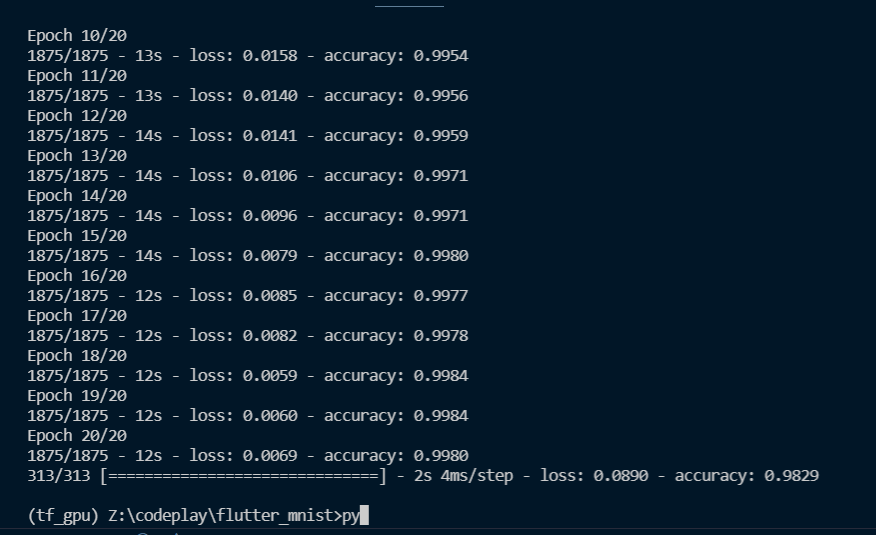 Epoch 10/20
1875/1875 - 13s - loss: 0.0158 - accuracy: 0.9954
Epoch 11/20
1875/1875 - 13s - loss: 0.0140 - accuracy: 0.9956
Epoch 12/20
1875/1875 - 14s - loss: 0.0141 - accuracy: 0.9959
Epoch 13/20
1875/1875 - 14s - loss: 0.0106 - accuracy: 0.9971
Epoch 14/20
1875/1875 - 14s - loss: 0.0096 - accuracy: 0.9971
Epoch 15/20
1875/1875 - 14s - loss: 0.0079 - accuracy: 0.9980
Epoch 16/20
1875/1875 - 12s - loss: 0.0085 - accuracy: 0.9977
Epoch 17/20
1875/1875 - 12s - loss: 0.0082 - accuracy: 0.9978
Epoch 18/20
1875/1875 - 12s - loss: 0.0059 - accuracy: 0.9984
Epoch 19/20
1875/1875 - 12s - loss: 0.0060 - accuracy: 0.9984
Epoch 20/20
1875/1875 - 12s - loss: 0.0069 - accuracy: 0.9980
313/313 [==============================] - 2s 4ms/step - loss: 0.0890 - accuracy: 0.9829
(tf_gpu) Z:\codeplay\flutter_mnist>py